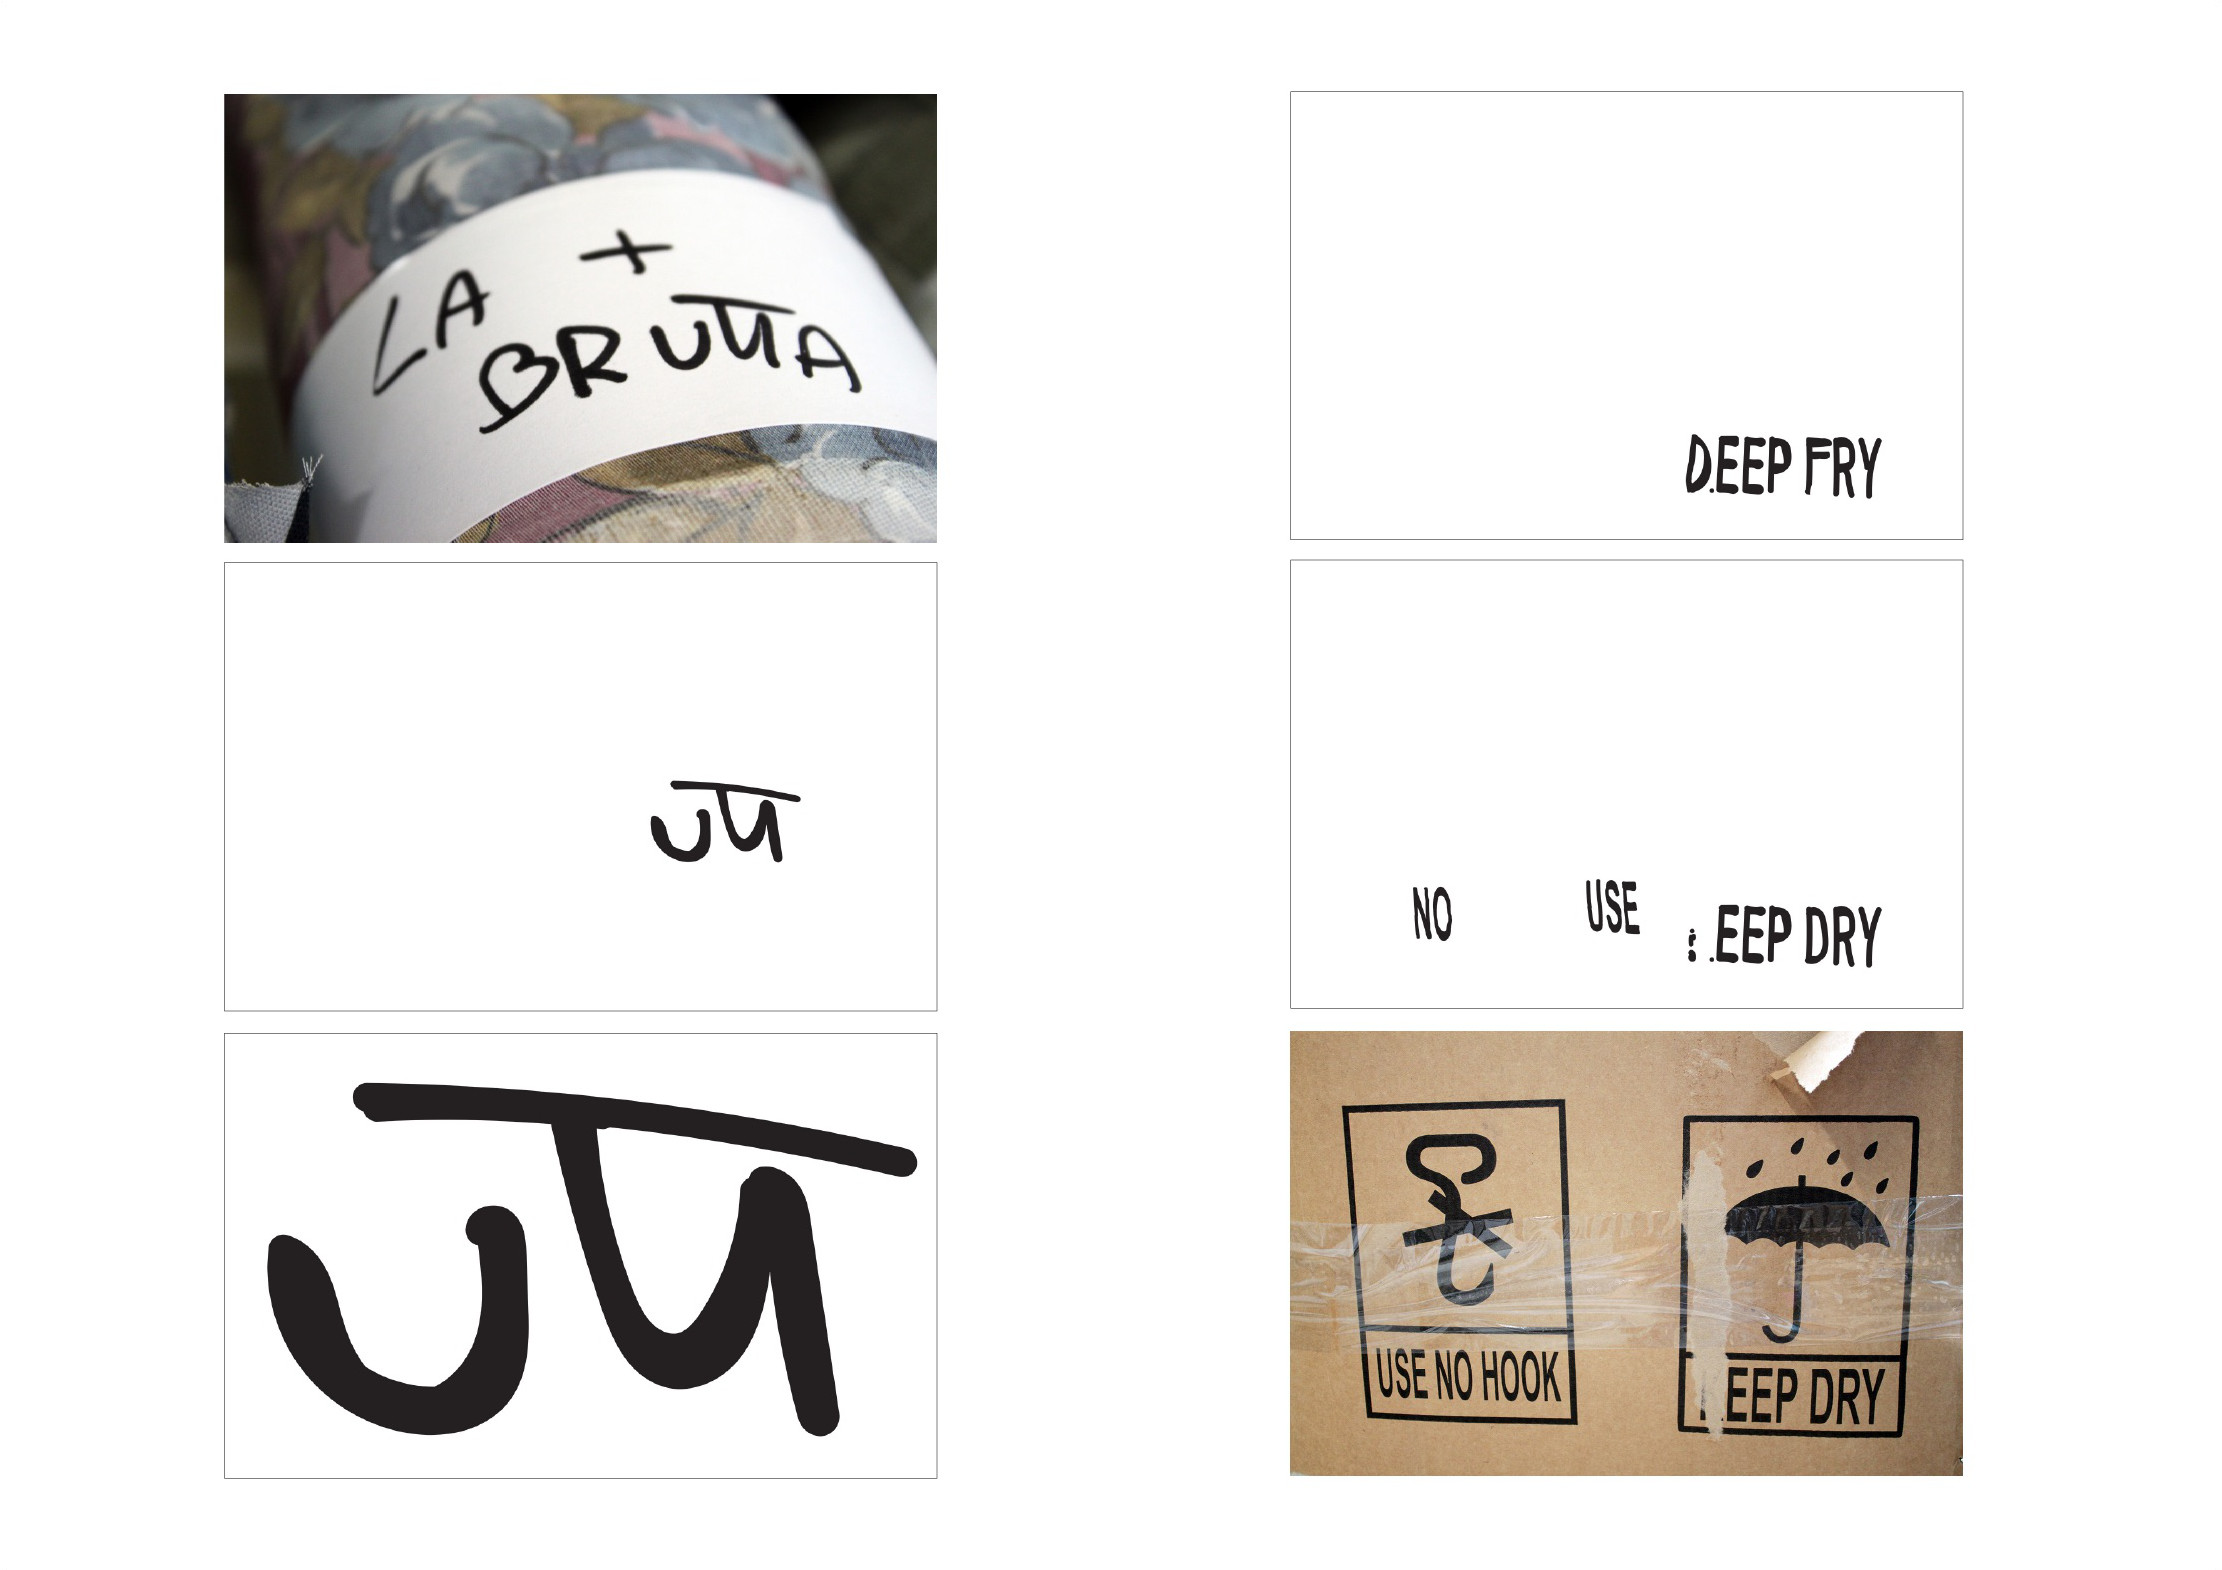 LA +
BRUTTA
UTT
UTT
D.EEP FRY
NO USE .EEP DRY
USE NO HOOK
EEP DRY